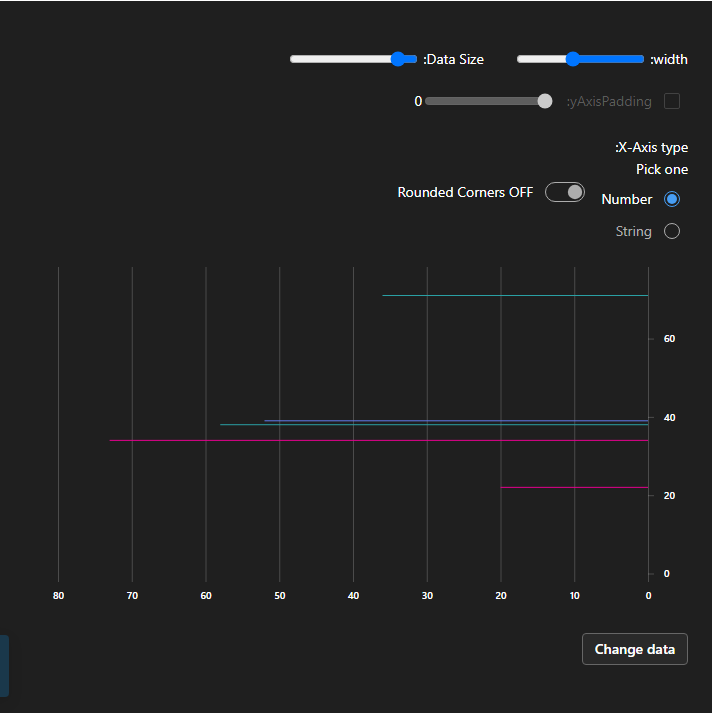 :width
:Data Size
:yAxisPadding
0
:X-Axis type
Pick one
Number
Rounded Corners OFF
String
60
40
20
0
80 70 60 50 40 30 20 10 0
Change data